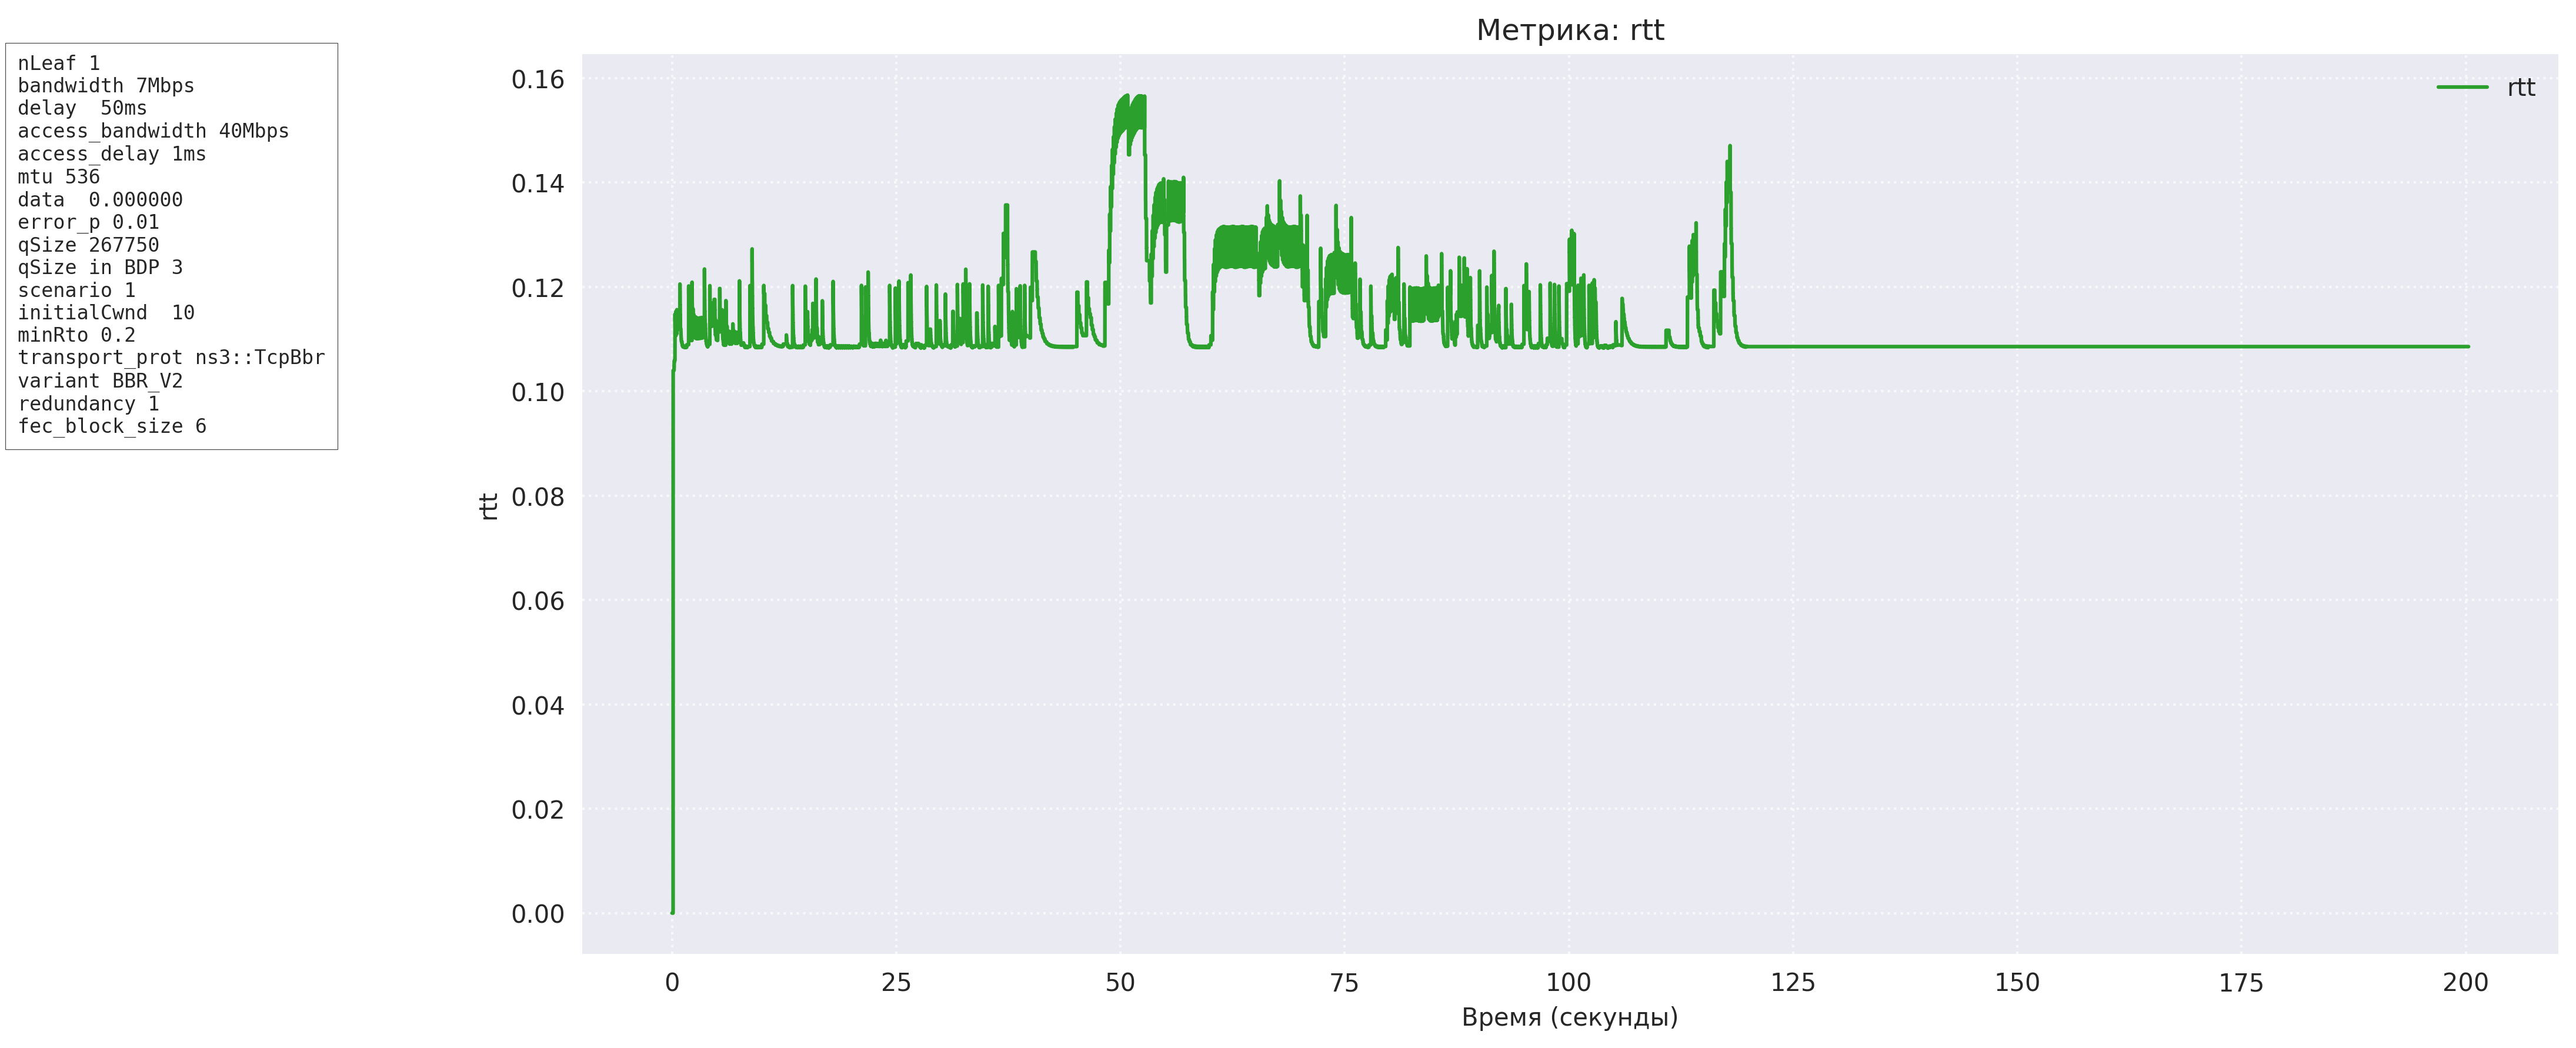 Метрика: rtt
nLeaf 1
bandwidth 7Mbps
delay  50ms
access_bandwidth 40Mbps
access_delay 1ms
mtu 536
data  0.000000
error_p 0.01
qSize 267750
qSize in BDP 3
scenario 1
initialCwnd  10
minRto 0.2
transport_prot ns3::TcpBbr
variant BBR_V2
redundancy 1
fec_block_size 6
rtt
0.16
0.14
0.12
0.10
0.08
0.06
0.04
0.02
0.00
rtt
0 25 50 75 100 125 150 175 200
Время (секунды)